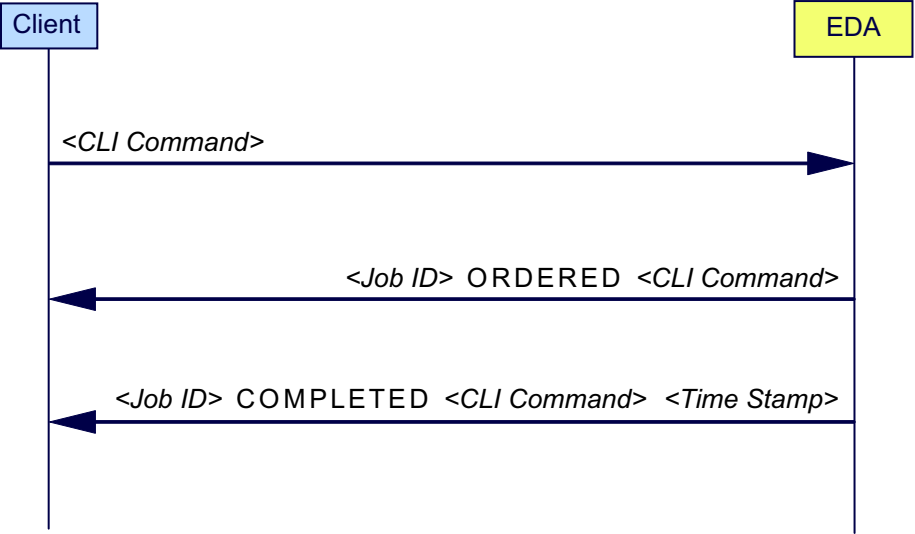 Client
EDA
<CLI Command>
<Job ID> ORDERED <CLI Command>
<Job ID> COMPLETED <CLI Command> <Time Stamp>